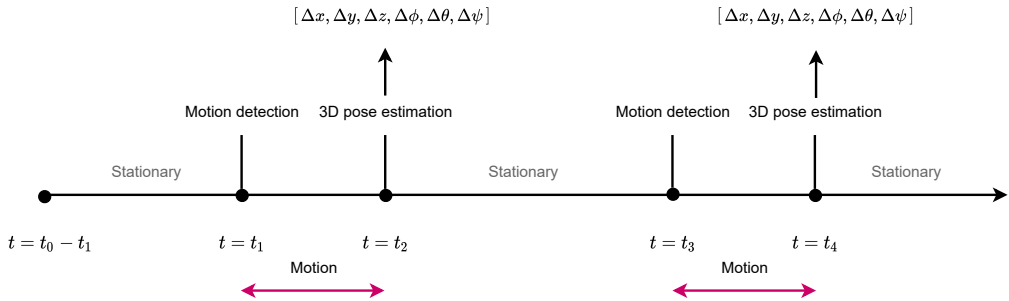 [Δx, Δy, Δz, Δϕ, Δθ, Δψ] [Δx, Δy, Δz, Δϕ, Δθ, Δψ]
Motion detection 3D pose estimation Motion detection 3D pose estimation
Stationary Stationary Stationary
t = t₀ − t₁ t = t₁ t = t₂ t = t₃ t = t₄
Motion Motion